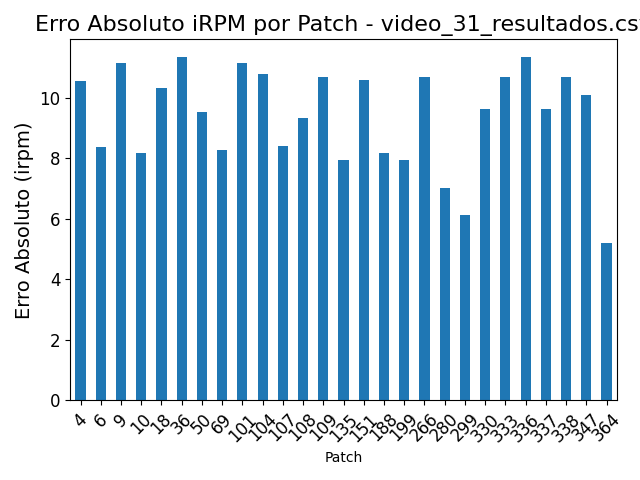 Erro Absoluto iRPM por Patch - video_31_resultados.cs
Erro Absoluto (irpm)
10
8
6
4
2
0
4 6 9 10 18 36 50 69 101 104 107 108 109 135 151 188 199 266 280 299 330 333 336 337 338 347 364
Patch